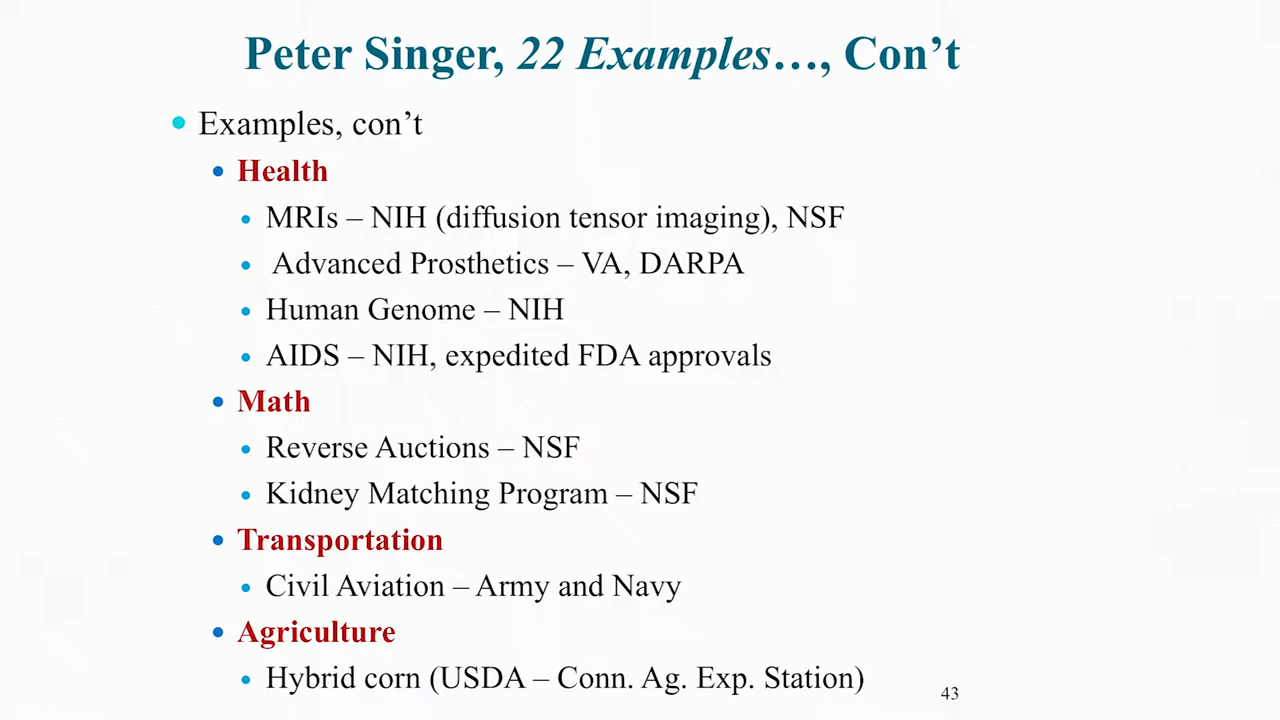 Peter Singer, 22 Examples…, Con’t
Examples, con’t
Health
MRIs – NIH (diffusion tensor imaging), NSF
Advanced Prosthetics – VA, DARPA
Human Genome – NIH
AIDS – NIH, expedited FDA approvals
Math
Reverse Auctions – NSF
Kidney Matching Program – NSF
Transportation
Civil Aviation – Army and Navy
Agriculture
Hybrid corn (USDA – Conn. Ag. Exp. Station)
43